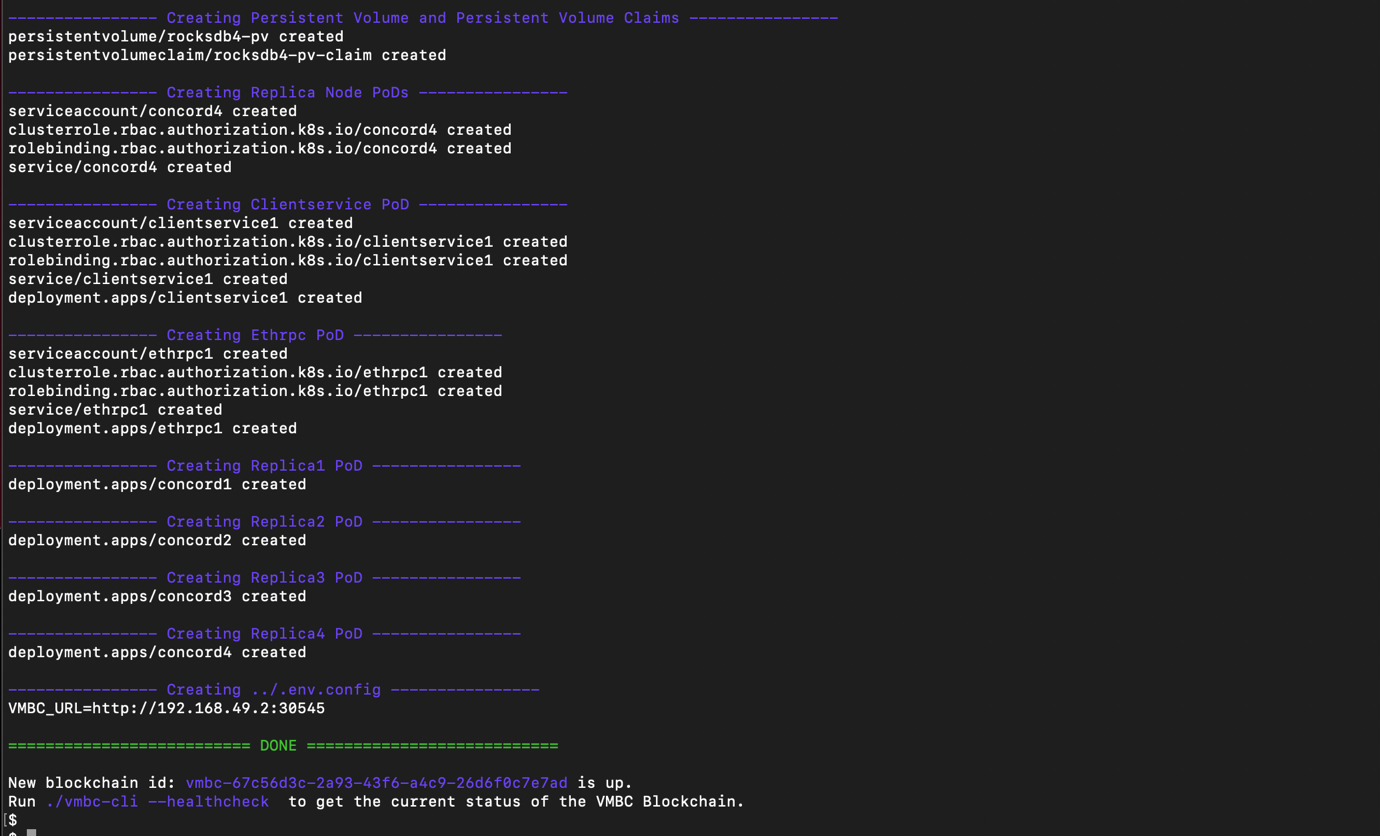 ---------------- Creating Persistent Volume and Persistent Volume Claims ----------------
persistentvolume/rocksdb4-pv created
persistentvolumeclaim/rocksdb4-pv-claim created
---------------- Creating Replica Node PoDs ----------------
serviceaccount/concord4 created
clusterrole.rbac.authorization.k8s.io/concord4 created
rolebinding.rbac.authorization.k8s.io/concord4 created
service/concord4 created
---------------- Creating Clientservice PoD ----------------
serviceaccount/clientservice1 created
clusterrole.rbac.authorization.k8s.io/clientservice1 created
rolebinding.rbac.authorization.k8s.io/clientservice1 created
service/clientservice1 created
deployment.apps/clientservice1 created
---------------- Creating Ethrpc PoD ----------------
serviceaccount/ethrpc1 created
clusterrole.rbac.authorization.k8s.io/ethrpc1 created
rolebinding.rbac.authorization.k8s.io/ethrpc1 created
service/ethrpc1 created
deployment.apps/ethrpc1 created
---------------- Creating Replica1 PoD ----------------
deployment.apps/concord1 created
---------------- Creating Replica2 PoD ----------------
deployment.apps/concord2 created
---------------- Creating Replica3 PoD ----------------
deployment.apps/concord3 created
---------------- Creating Replica4 PoD ----------------
deployment.apps/concord4 created
---------------- Creating ../.env.config ----------------
VMBC_URL=http://192.168.49.2:30545
========================== DONE ===========================
New blockchain id: vmbc-67c56d3c-2a93-43f6-a4c9-26d6f0c7e7ad is up.
Run ./vmbc-cli --healthcheck  to get the current status of the VMBC Blockchain.
[$
$